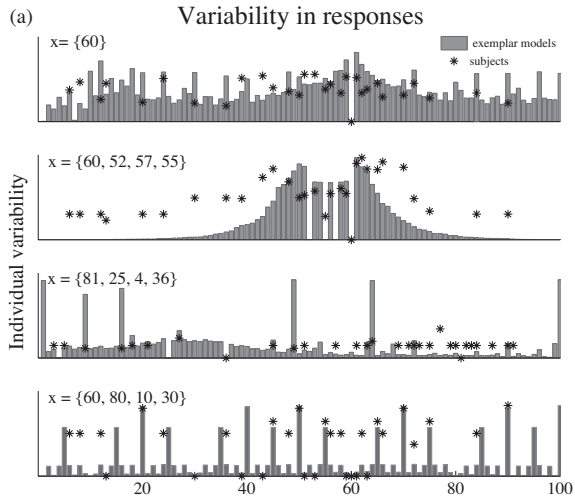 (a)
Variability in responses
x= {60}
exemplar models
subjects
x = {60, 52, 57, 55}
Individual variability
x = {81, 25, 4, 36}
x = {60, 80, 10, 30}
20 40 60 80 100